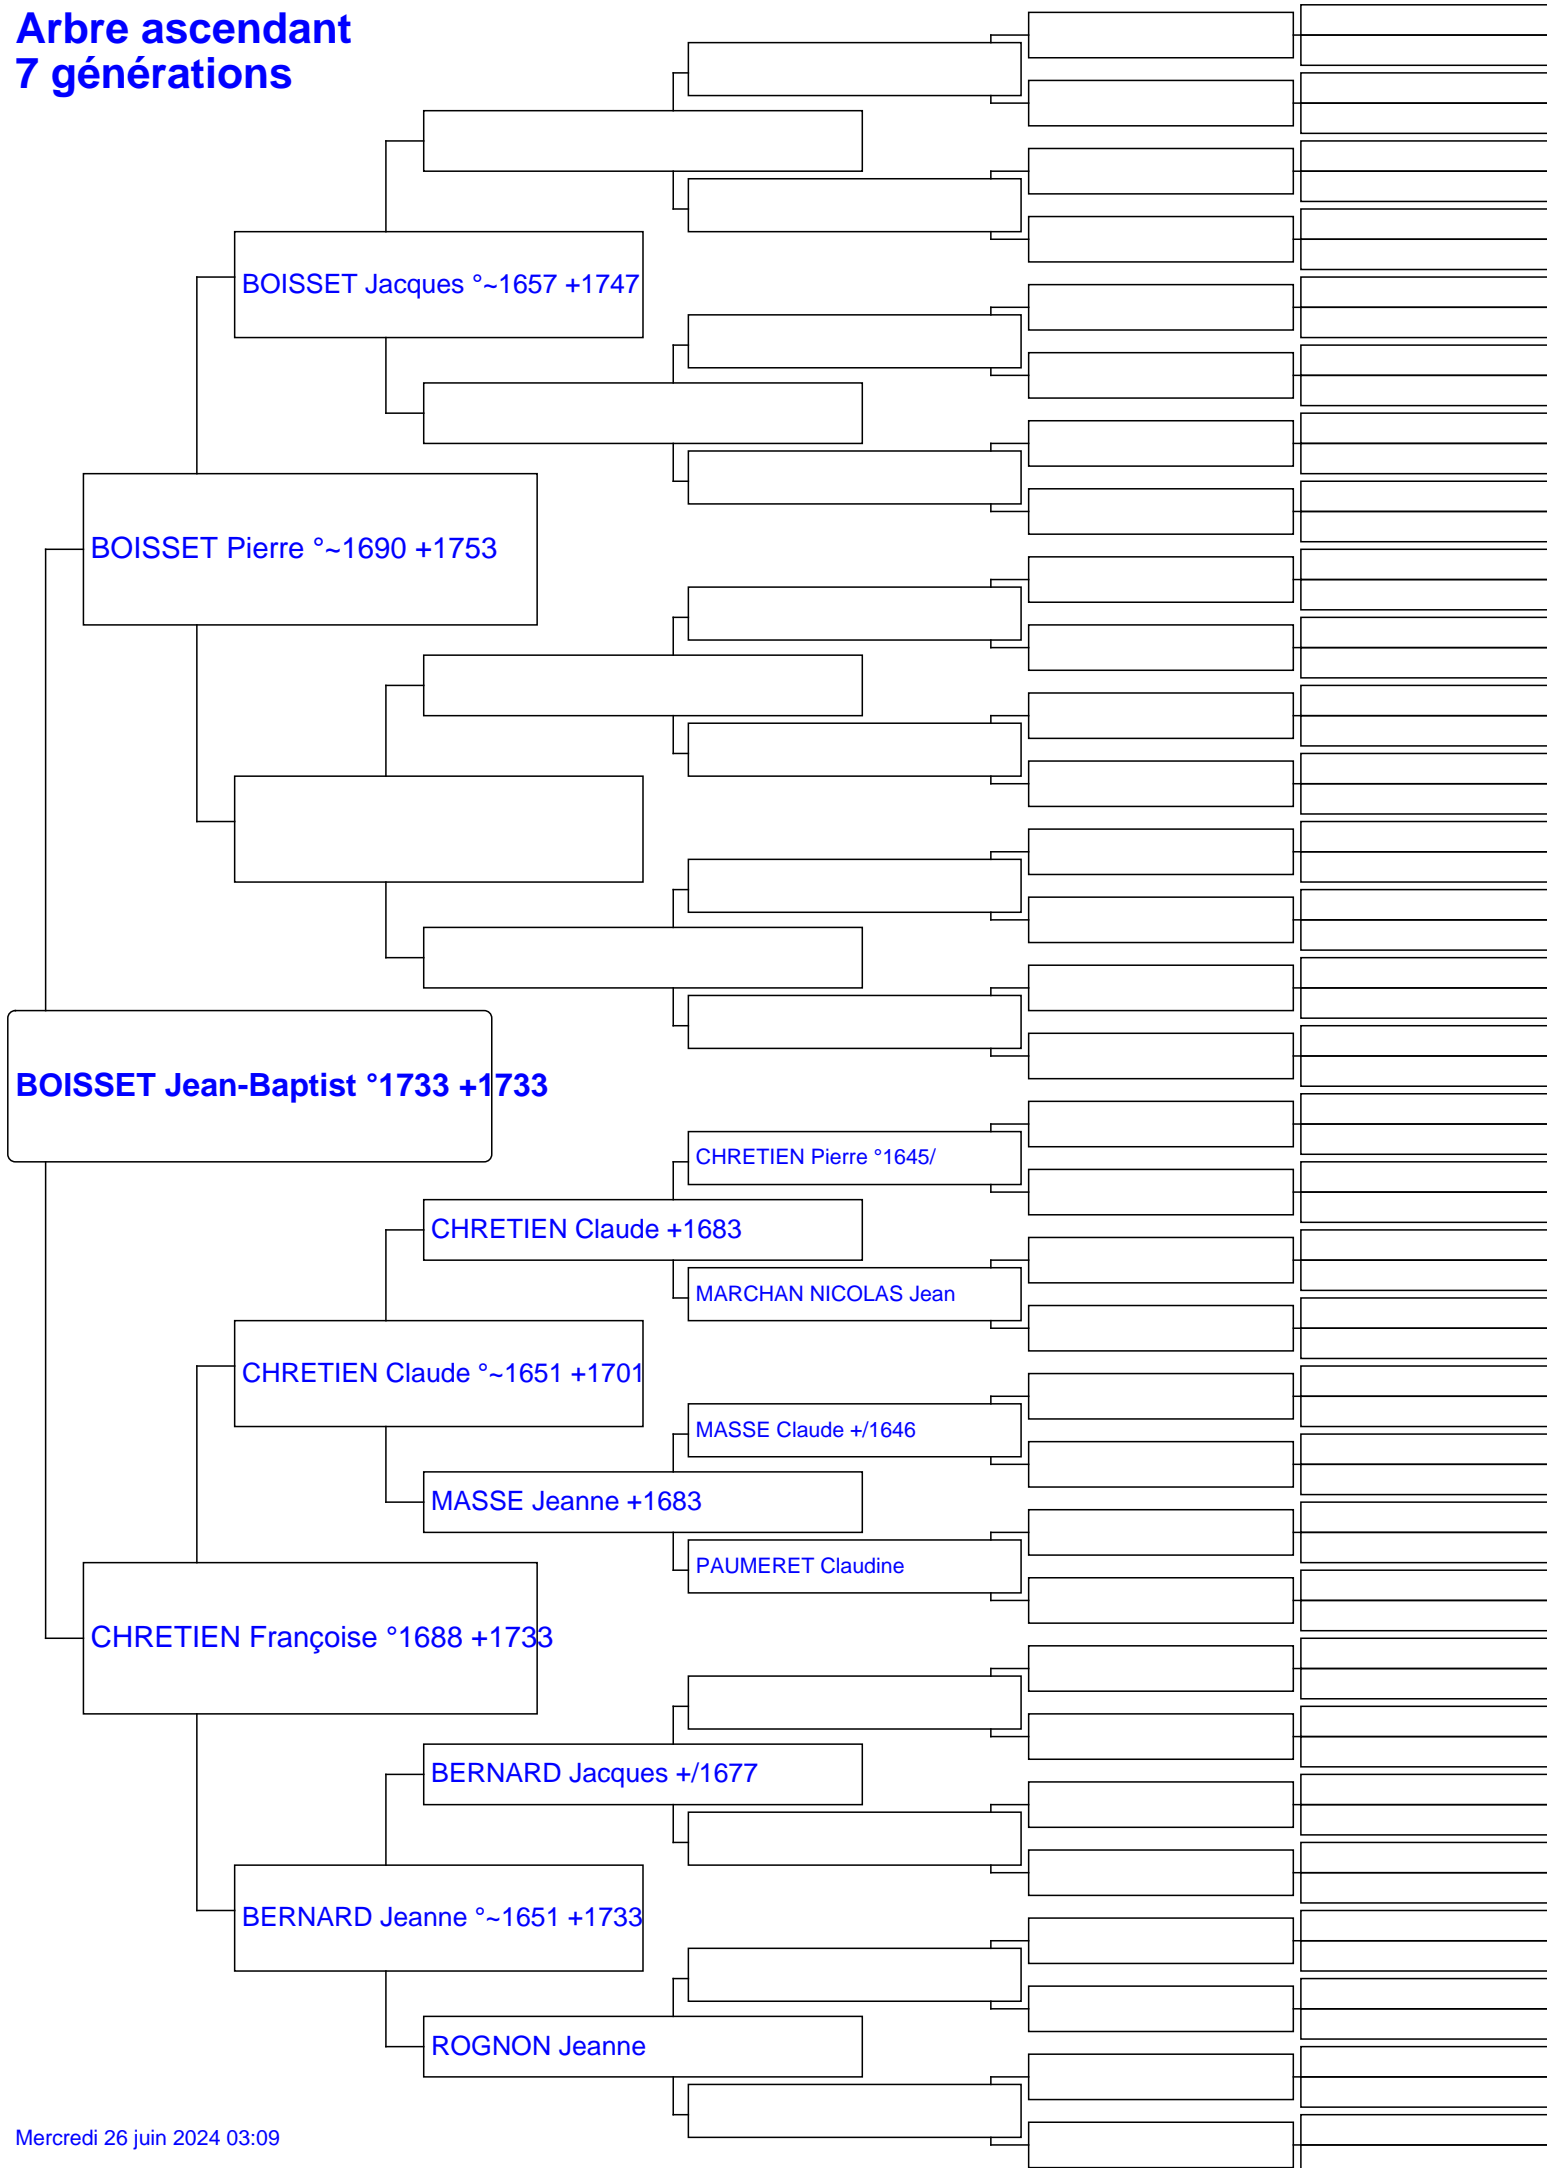 Arbre ascendant
7 générations
BOISSET Jacques °~1657 +1747
BOISSET Pierre °~1690 +1753
BOISSET Jean-Baptist °1733 +1733
CHRETIEN Pierre °1645/
CHRETIEN Claude +1683
MARCHAN NICOLAS Jean
CHRETIEN Claude °~1651 +1701
MASSE Claude +/1646
MASSE Jeanne +1683
PAUMERET Claudine
CHRETIEN Françoise °1688 +1733
BERNARD Jacques +/1677
BERNARD Jeanne °~1651 +1733
ROGNON Jeanne
Mercredi 26 juin 2024 03:09